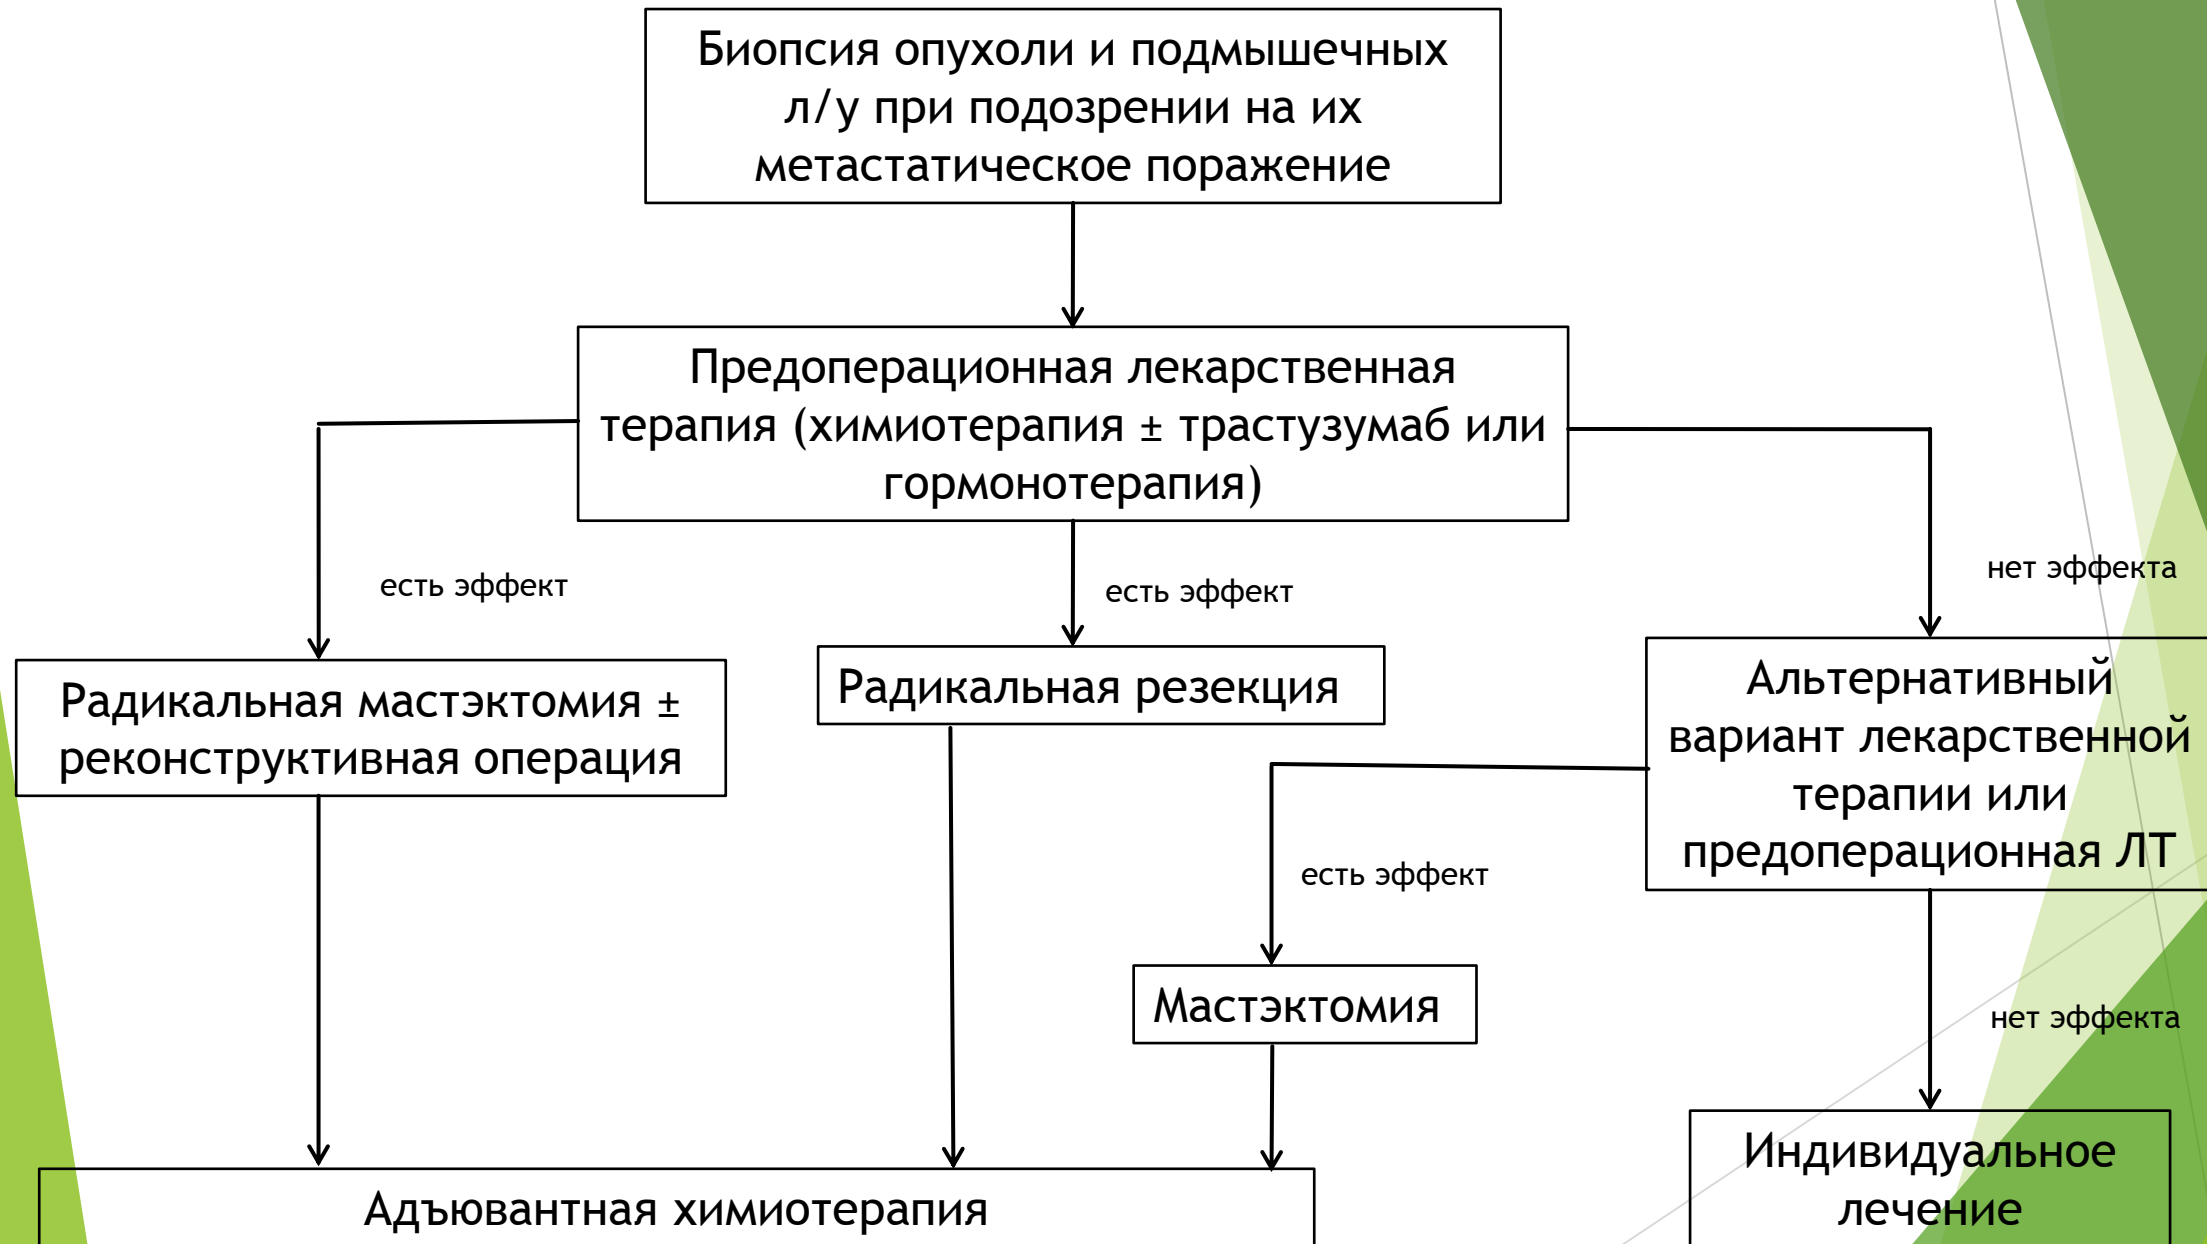 Биопсия опухоли и подмышечных
л/у при подозрении на их
метастатическое поражение
Предоперационная лекарственная
терапия (химиотерапия ± трастузумаб или
гормонотерапия)
есть эффект
есть эффект
нет эффекта
Радикальная мастэктомия ±
реконструктивная операция
Радикальная резекция
Альтернативный
вариант лекарственной
терапии или
предоперационная ЛТ
есть эффект
Мастэктомия
нет эффекта
Адъювантная химиотерапия
Индивидуальное
лечение